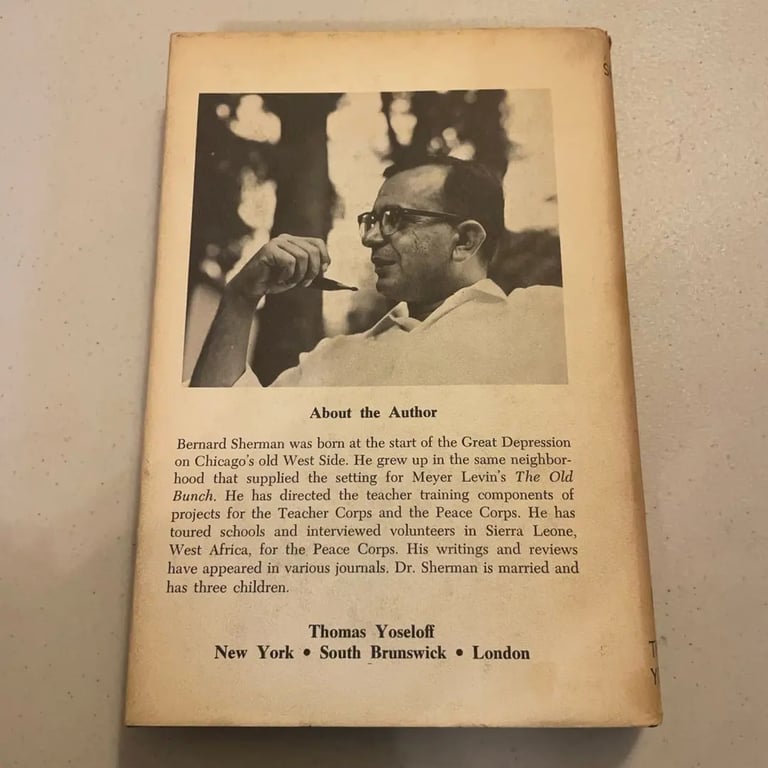 About the Author
Bernard Sherman was born at the start of the Great Depression
on Chicago's old West Side. He grew up in the same neighbor-
hood that supplied the setting for Meyer Levin's The Old
Bunch. He has directed the teacher training components of
projects for the Teacher Corps and the Peace Corps. He has
toured schools and interviewed volunteers in Sierra Leone,
West Africa, for the Peace Corps. His writings and reviews
have appeared in various journals. Dr. Sherman is married and
has three children.
Thomas Yoseloff
New York • South Brunswick • London